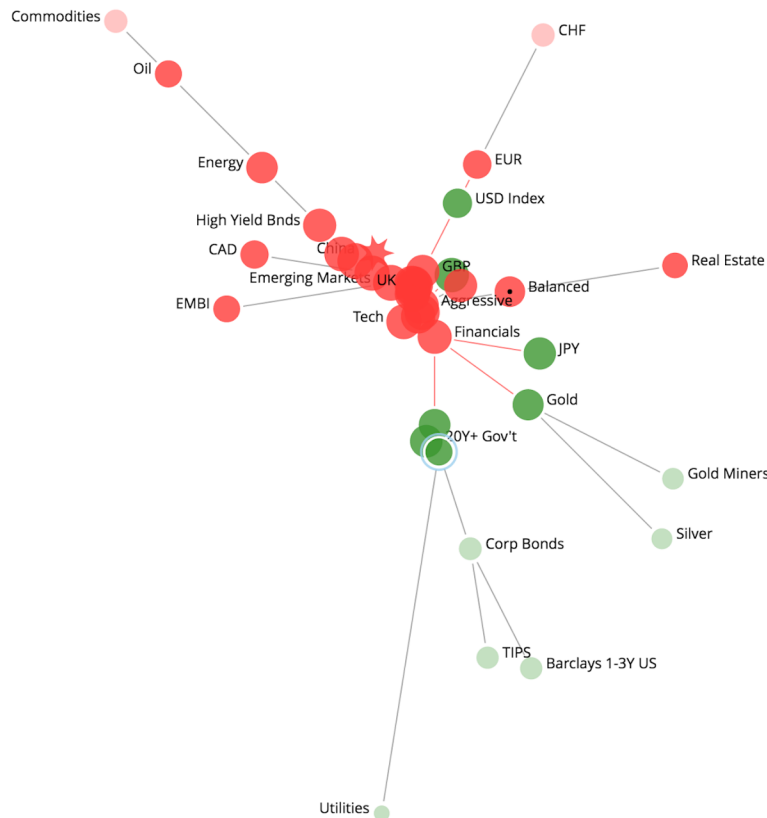 Commodities
CHF
Oil
EUR
Energy
USD Index
High Yield Bnds
China
CAD
GBP
Real Estate
Emerging Markets
UK
Balanced
EMBI
Aggressive
Tech
Financials
JPY
Gold
20Y+ Gov't
Gold Miners
Silver
Corp Bonds
TIPS
Barclays 1-3Y US
Utilities